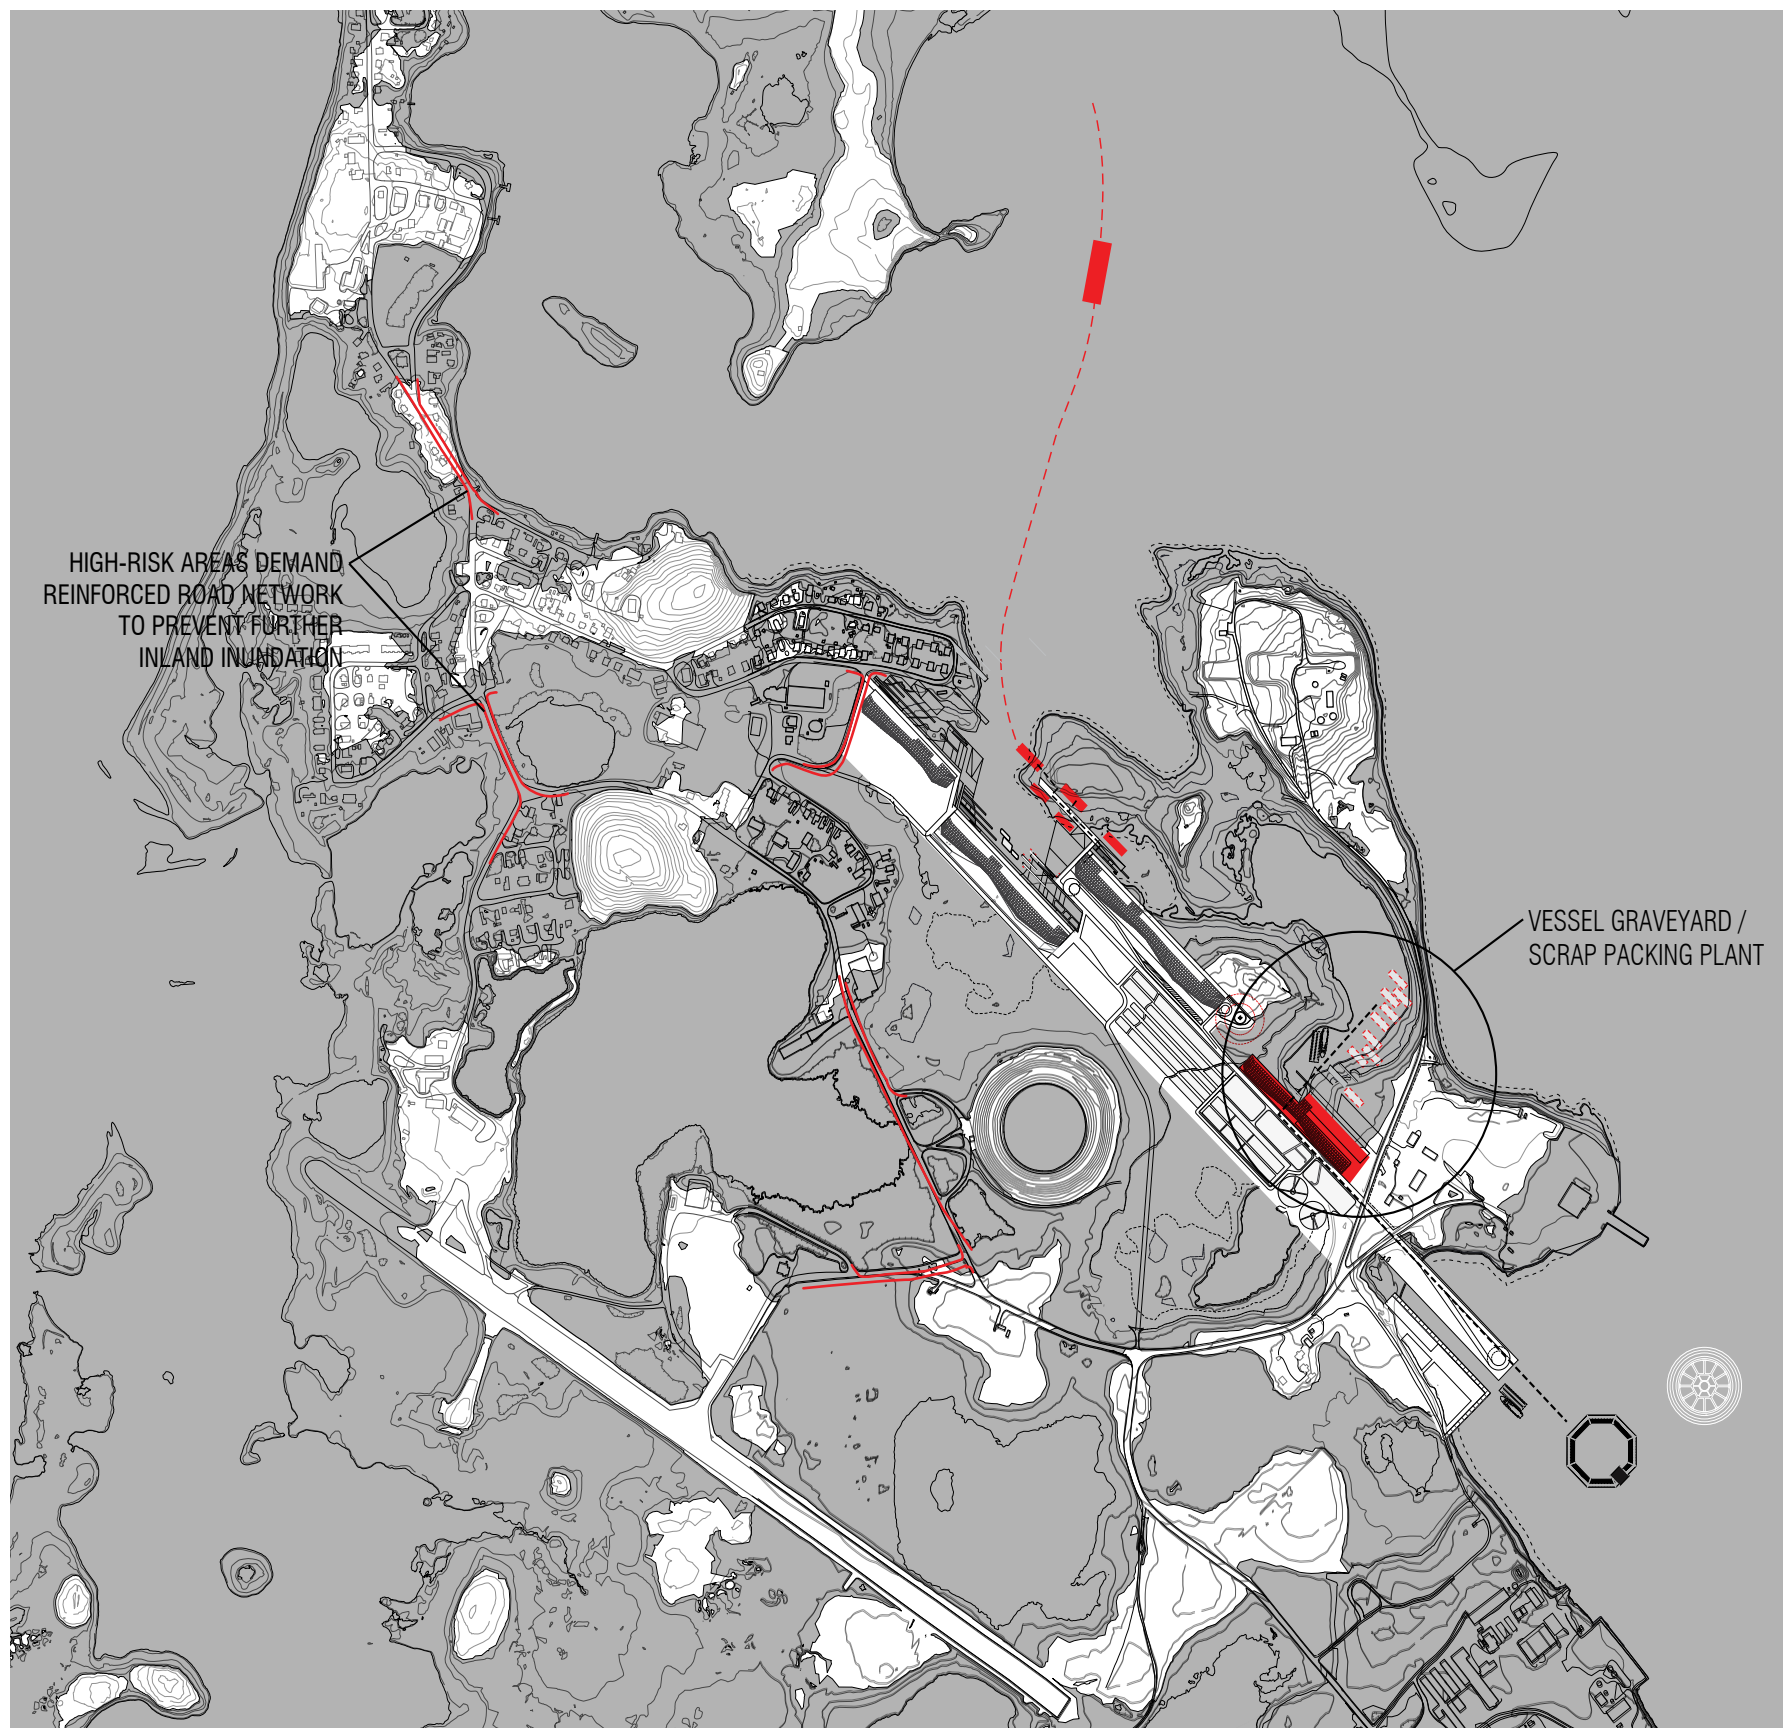 HIGH-RISK AREAS DEMAND
REINFORCED ROAD NETWORK
TO PREVENT FURTHER
INLAND INUNDATION
VESSEL GRAVEYARD /
SCRAP PACKING PLANT